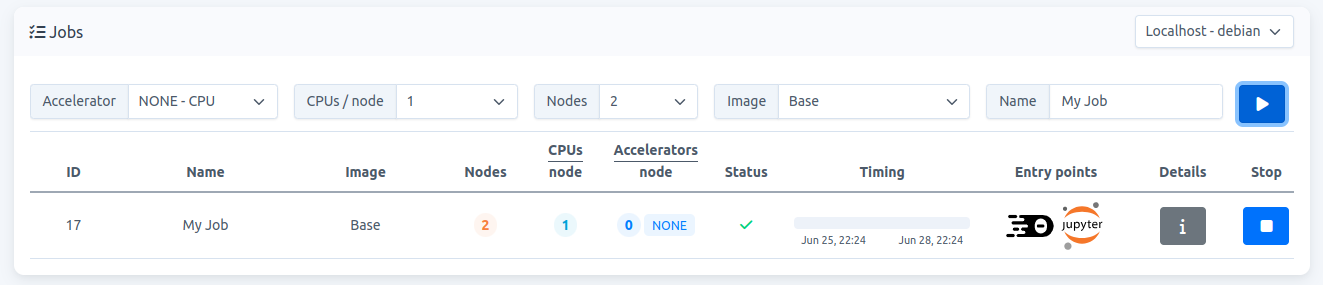 Jobs
Localhost - debian
Accelerator NONE - CPU CPUs / node 1 Nodes 2 Image Base Name My Job
ID Name Image Nodes CPUs node Accelerators node Status Timing Entry points Details Stop
17 My Job Base 2 1 0 NONE jupyter i
Jun 25, 22:24 Jun 28, 22:24